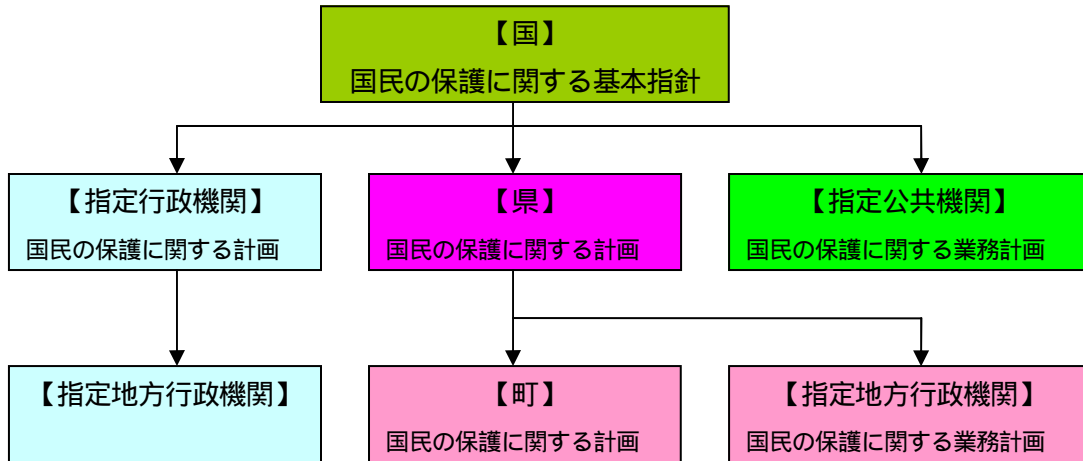 【国】
国民の保護に関する基本指針
【指定行政機関】
国民の保護に関する計画
【県】
国民の保護に関する計画
【指定公共機関】
国民の保護に関する業務計画
【指定地方行政機関】
【町】
国民の保護に関する計画
【指定地方行政機関】
国民の保護に関する業務計画